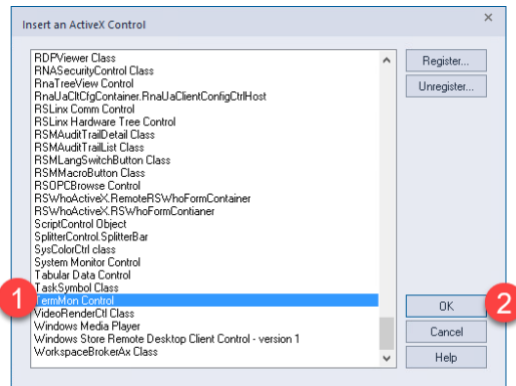 Insert an ActiveX Control
RDPViewer Class
RNASecurityControl Class
RnaTreeView Control
RnaUaCltCfgContainer.RnaUaClientConfigCtrlHost
RSLinx Comm Control
RSLinx Hardware Tree Control
RSMAuditTrailDetail Class
RSMAuditTrailList Class
RSMLangSwitchButton Class
RSMMacroButton Class
RSOPCBrowse Control
RSWhoActiveX.RemoteRSWhoFormContainer
RSWhoActiveX.RSWhoFormContianer
ScriptControl Object
SplitterControl.SplitterBar
SysColorCtrl class
System Monitor Control
Tabular Data Control
TaskSymbol Class
TermMon Control
VideoRenderCtl Class
Windows Media Player
Windows Store Remote Desktop Client Control - version 1
WorkspaceBrokerAx Class
Register...
Unregister...
1
OK
2
Cancel
Help